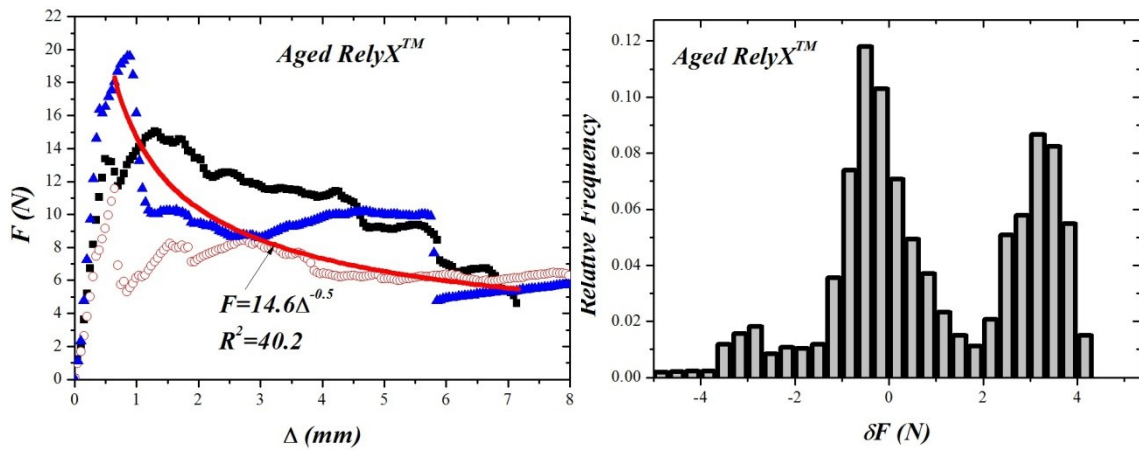 22
20
18
16
14
12
10
8
6
4
2
0
F (N)
Aged RelyX™
F=14.6Δ^-0.5
R²=40.2
0 1 2 3 4 5 6 7 8
Δ (mm)
Aged RelyX™
0.12
0.10
0.08
0.06
0.04
0.02
0.00
Relative Frequency
-4 -2 0 2 4
δF (N)